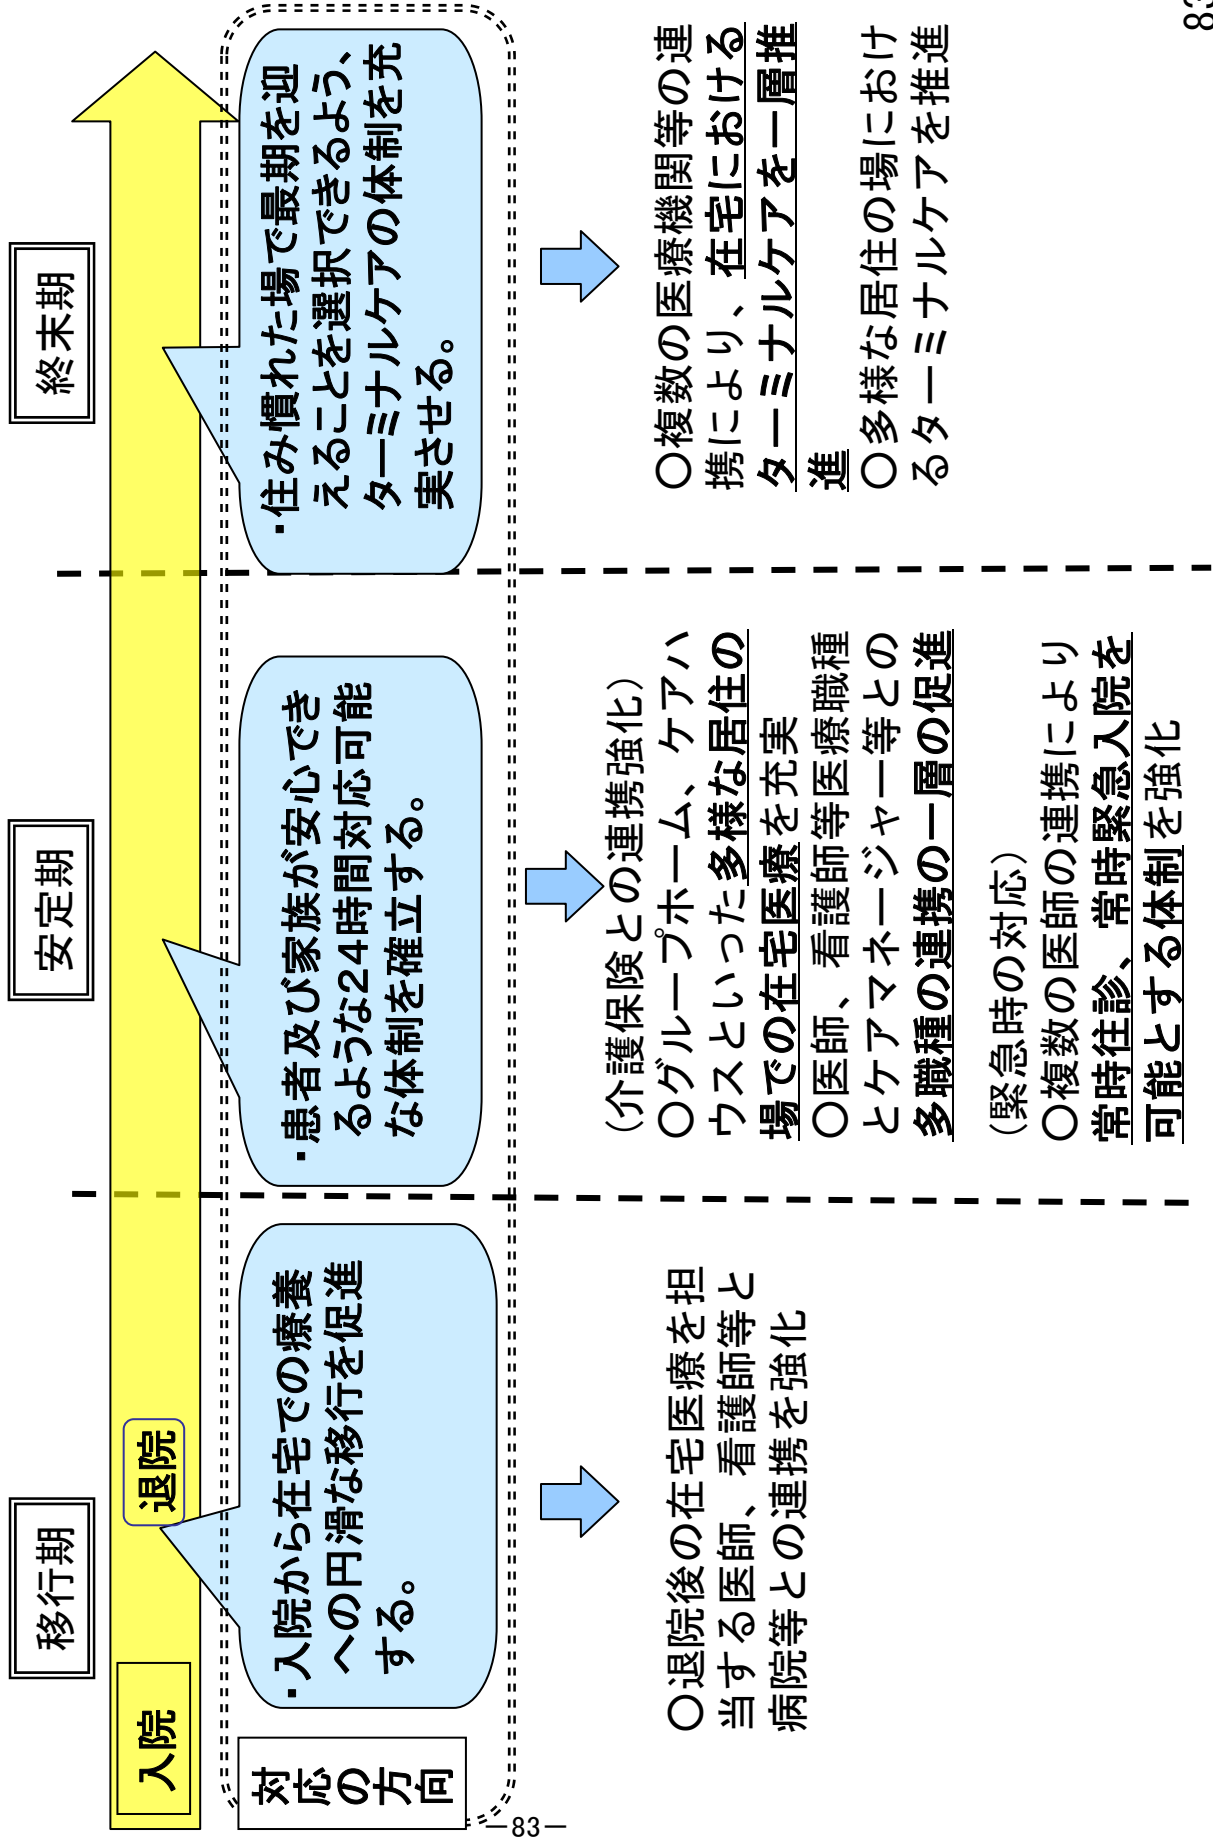 移行期
安定期
終末期
入院
退院
対応の方向
・入院から在宅での療養
への円滑な移行を促進
する。
・患者及び家族が安心でき
るような24時間対応可能
な体制を確立する。
・住み慣れた場で最期を迎
えることを選択できるよう、
ターミナルケアの体制を充
実させる。
○退院後の在宅医療を担
当する医師、看護師等と
病院等との連携を強化
(介護保険との連携強化)
○グループホーム、ケアハ
ウスといった多様な居住の
場での在宅医療を充実
○医師、看護師等医療職種
とケアマネージャー等との
多職種の連携の一層の促進
(緊急時の対応)
○複数の医師の連携により
常時往診、常時緊急入院を
可能とする体制を強化
○複数の医療機関等の連
携により、在宅における
ターミナルケアを一層推
進
○多様な居住の場におけ
るターミナルケアを推進
83
－83－